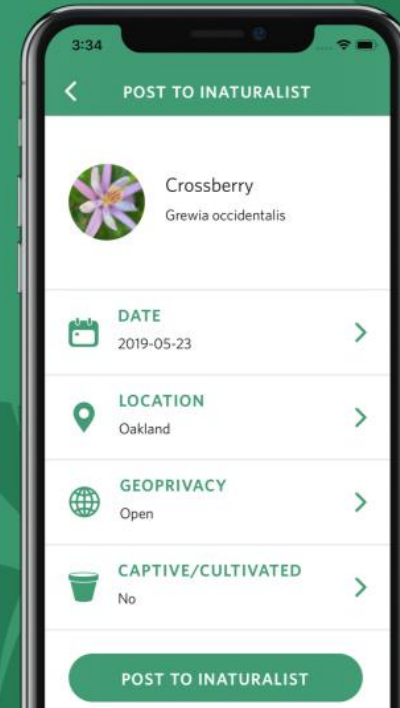 3:34
POST TO INATURALIST
Crossberry
Grewia occidentalis
DATE
2019-05-23
LOCATION
Oakland
GEOPRIVACY
Open
CAPTIVE/CULTIVATED
No
POST TO INATURALIST